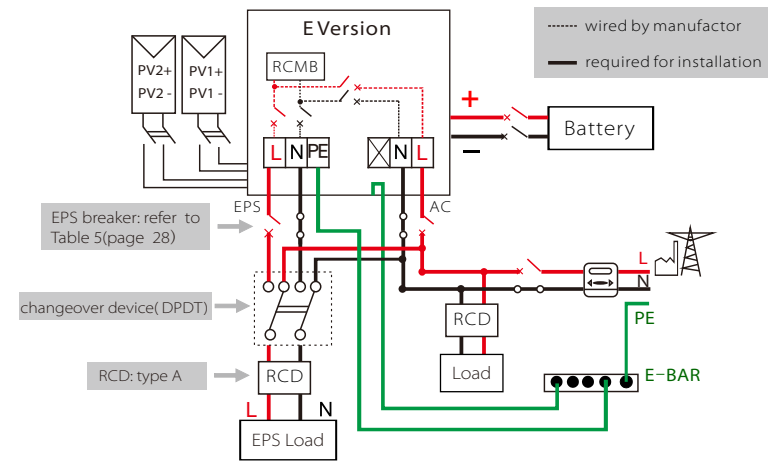 E Version
wired by manufactor
required for installation
PV2+
PV2 -
PV1+
PV1 -
RCMB
+
Battery
−
L N PE
N L
EPS
AC
EPS breaker: refer to
Table 5(page 28)
L
N
changeover device( DPDT)
RCD
PE
RCD: type A
RCD
Load
E-BAR
L
N
EPS Load